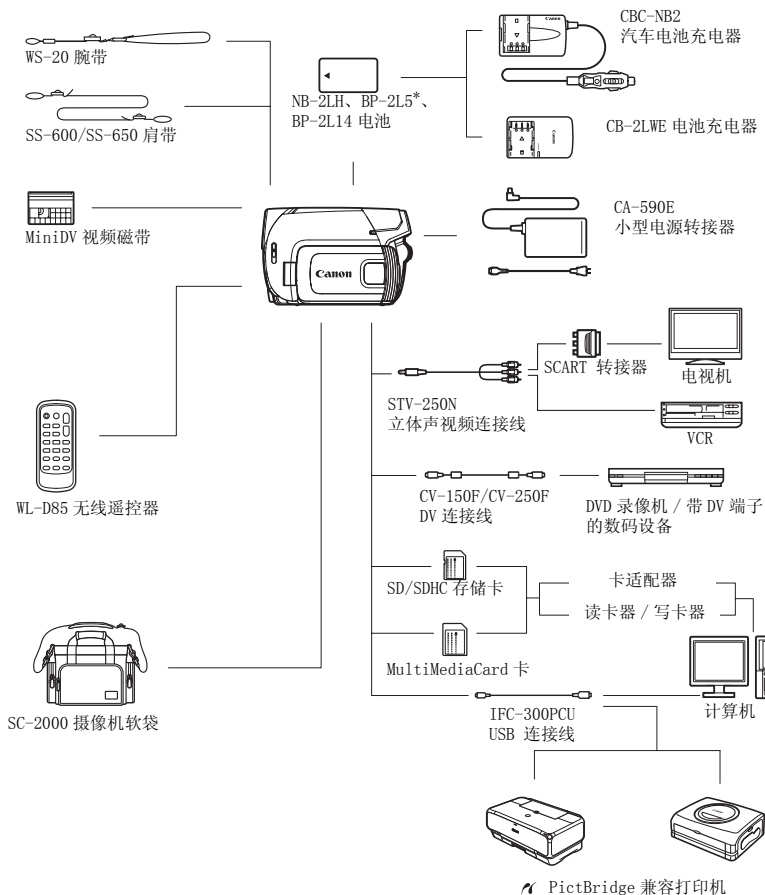 WS-20 腕带
SS-600/SS-650 肩带
MiniDV 视频磁带
WL-D85 无线遥控器
SC-2000 摄像机软袋
NB-2LH、BP-2L5*、
BP-2L14 电池
Canon
CBC-NB2
汽车电池充电器
Canon
CB-2LWE 电池充电器
CA-590E
小型电源转接器
Canon
STV-250N
立体声视频连接线
SCART 转接器
电视机
VCR
CV-150F/CV-250F
DV 连接线
DVD 录像机 / 带 DV 端子
的数码设备
SD/SDHC 存储卡
MultiMediaCard 卡
卡适配器
读卡器 / 写卡器
计算机
IFC-300PCU
USB 连接线
PictBridge 兼容打印机